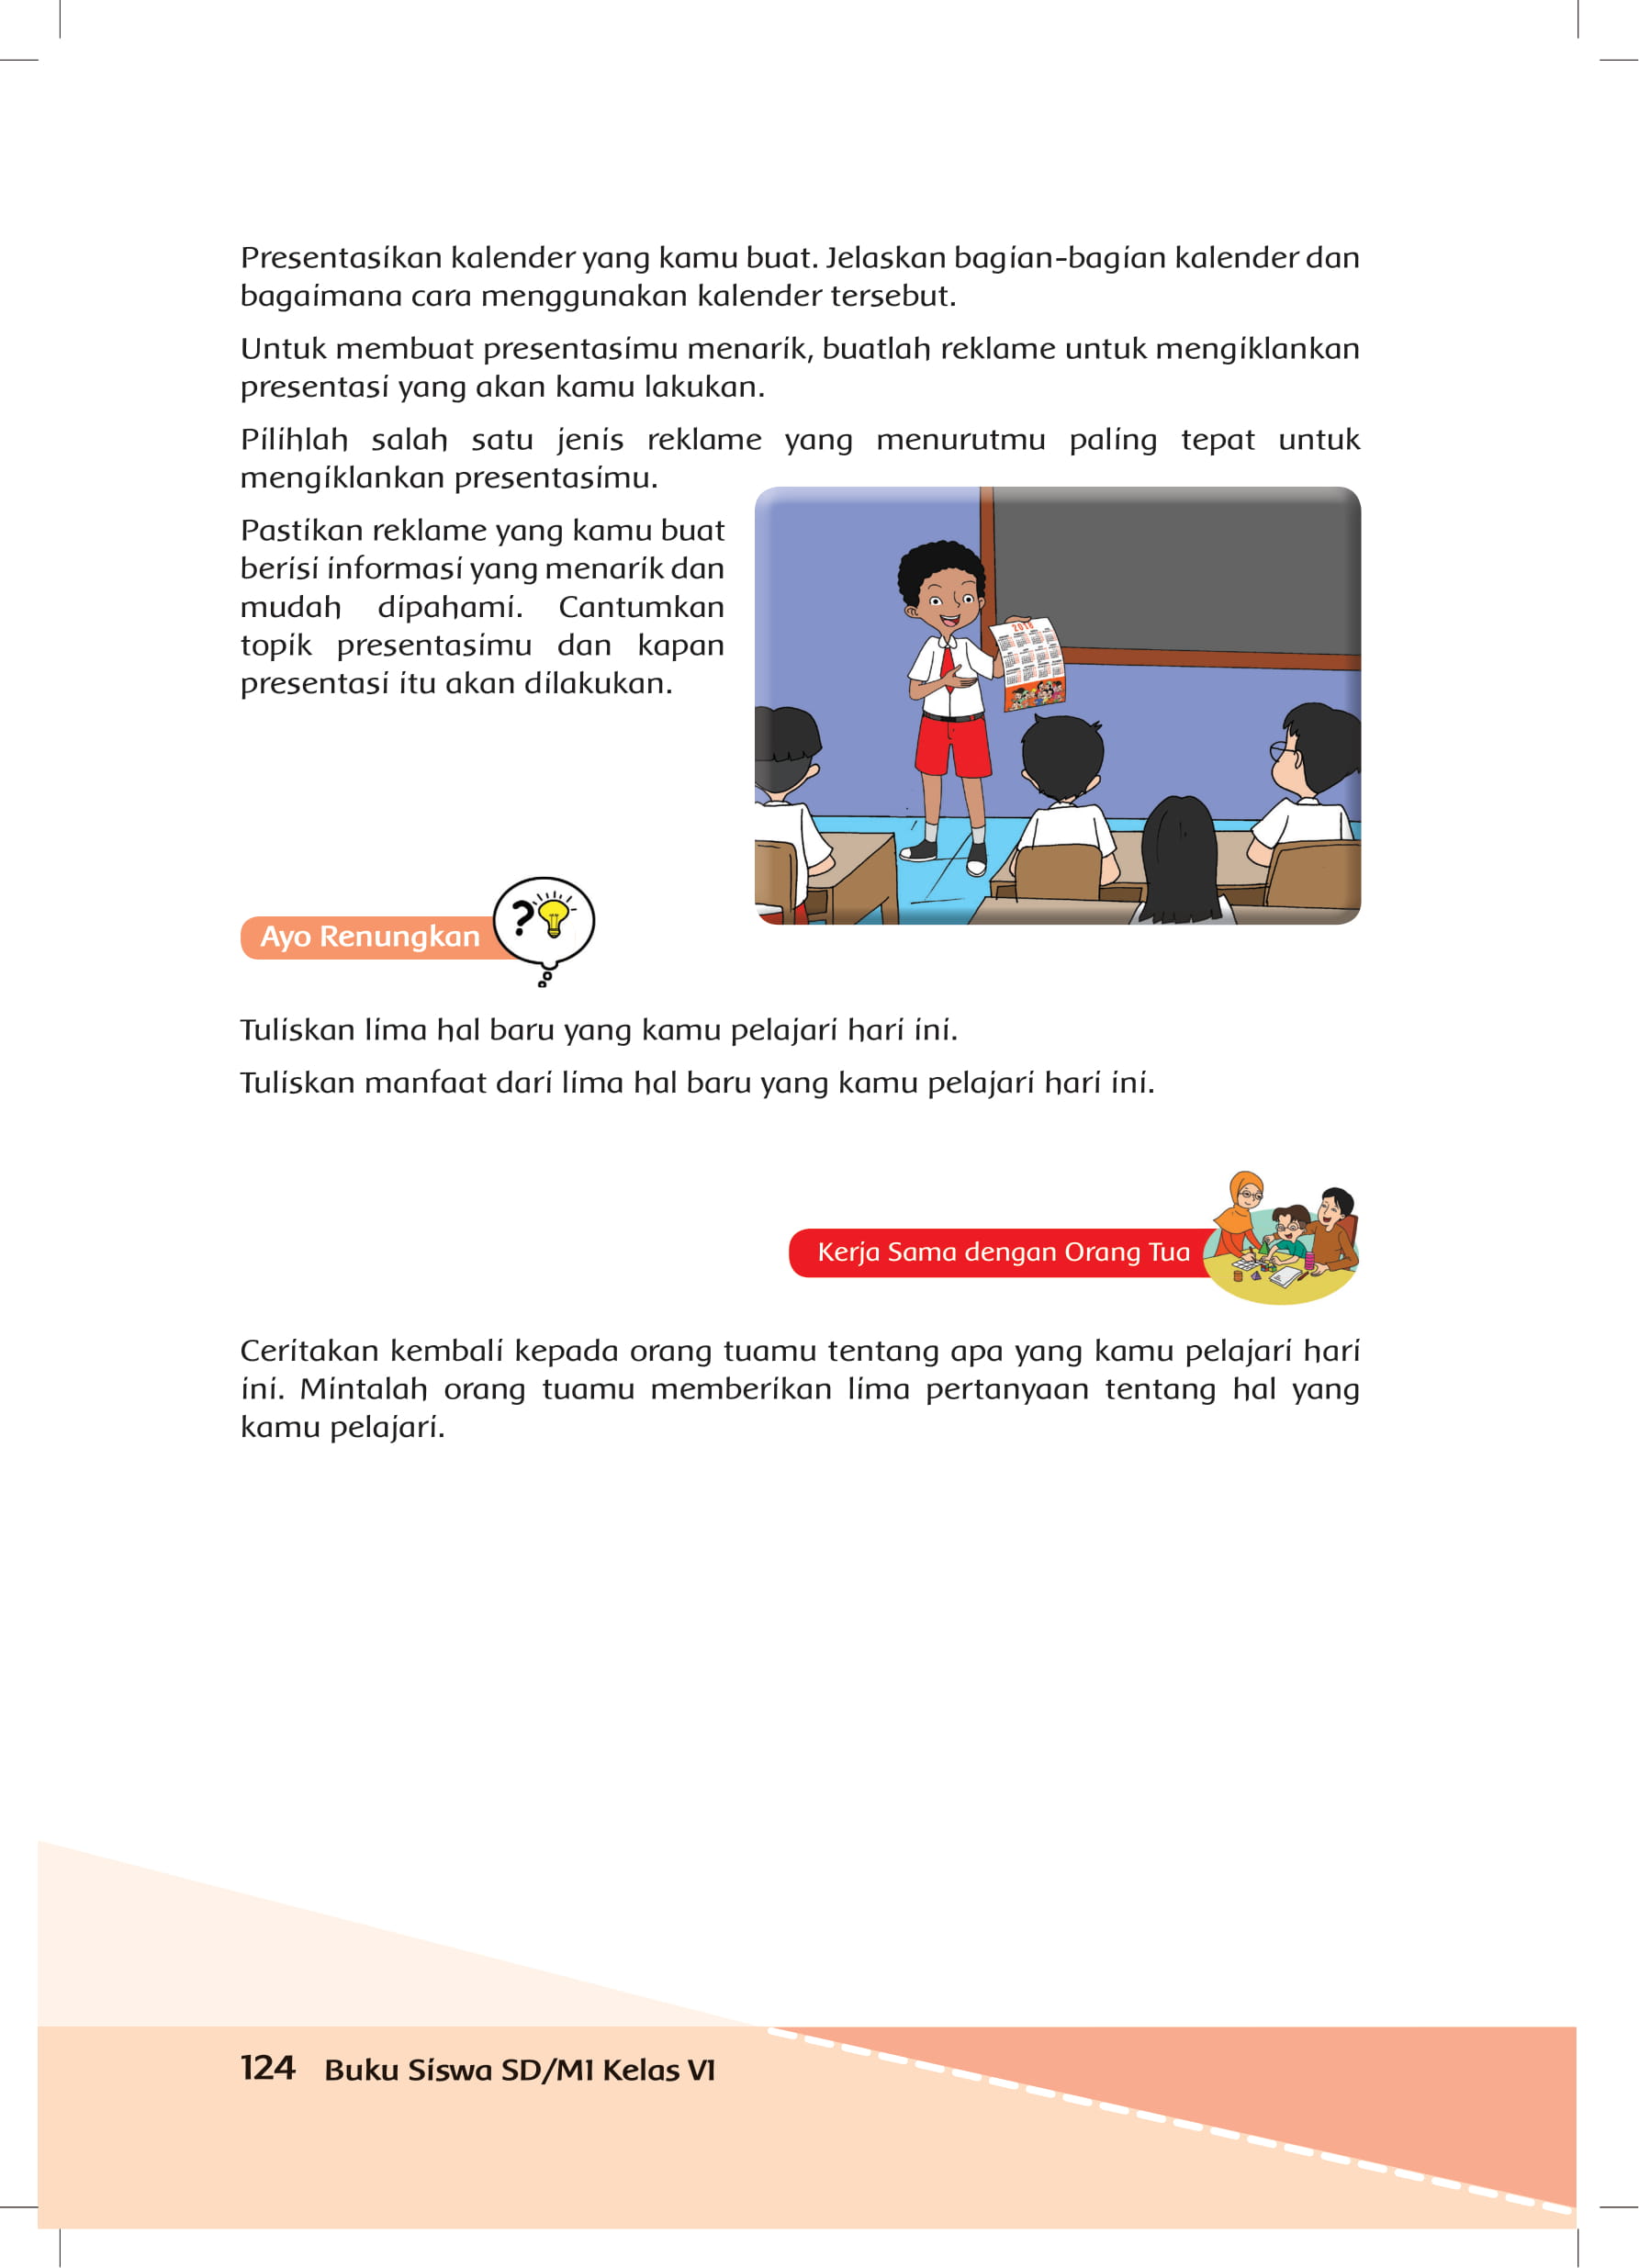 Presentasikan kalender yang kamu buat. Jelaskan bagian-bagian kalender dan
bagaimana cara menggunakan kalender tersebut.
Untuk membuat presentasimu menarik, buatlah reklame untuk mengiklankan
presentasi yang akan kamu lakukan.
Pilihlah salah satu jenis reklame yang menurutmu paling tepat untuk
mengiklankan presentasimu.
Pastikan reklame yang kamu buat
berisi informasi yang menarik dan
mudah dipahami. Cantumkan
topik presentasimu dan kapan
presentasi itu akan dilakukan.
2018
Ayo Renungkan
?
Tuliskan lima hal baru yang kamu pelajari hari ini.
Tuliskan manfaat dari lima hal baru yang kamu pelajari hari ini.
Kerja Sama dengan Orang Tua
Ceritakan kembali kepada orang tuamu tentang apa yang kamu pelajari hari
ini. Mintalah orang tuamu memberikan lima pertanyaan tentang hal yang
kamu pelajari.
124 Buku Siswa SD/MI Kelas VI